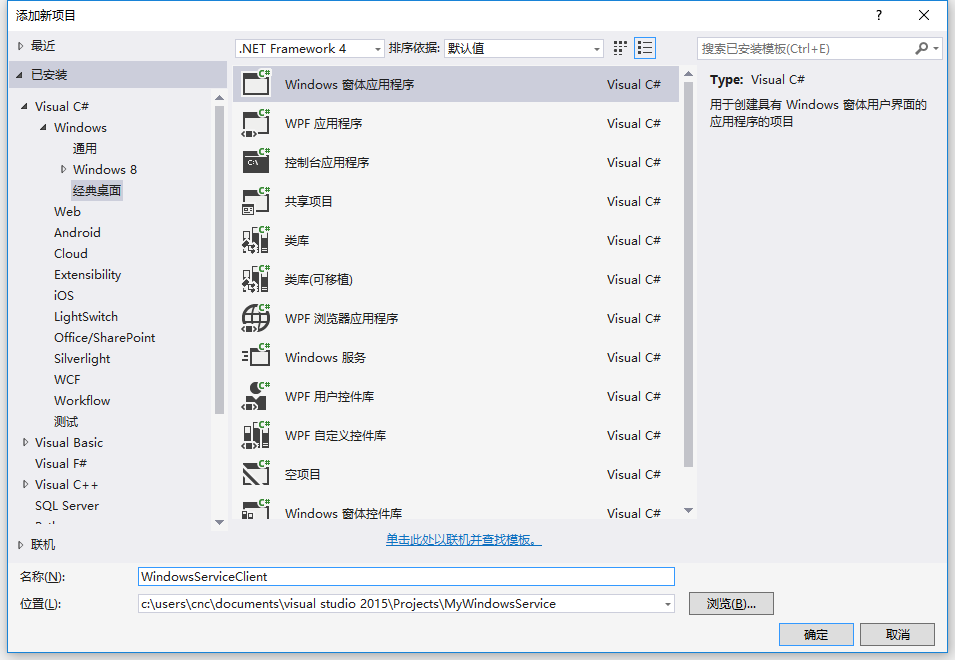 添加新项目
?
最近
.NET Framework 4
排序依据:
默认值
搜索已安装模板(Ctrl+E)
已安装
Visual C#
Windows
通用
Windows 8
经典桌面
Web
Android
Cloud
Extensibility
iOS
LightSwitch
Office/SharePoint
Silverlight
WCF
Workflow
测试
Visual Basic
Visual F#
Visual C++
SQL Server
联机
Windows 窗体应用程序 Visual C#
WPF 应用程序 Visual C#
控制台应用程序 Visual C#
共享项目 Visual C#
类库 Visual C#
类库(可移植) Visual C#
WPF 浏览器应用程序 Visual C#
Windows 服务 Visual C#
WPF 用户控件库 Visual C#
WPF 自定义控件库 Visual C#
空项目 Visual C#
Windows 窗体控件库 Visual C#
单击此处以联机并查找模板。
Type: Visual C#
用于创建具有 Windows 窗体用户界面的
应用程序的项目
名称(N):
WindowsServiceClient
位置(L):
c:\users\cnc\documents\visual studio 2015\Projects\MyWindowsService
浏览(B)...
确定
取消